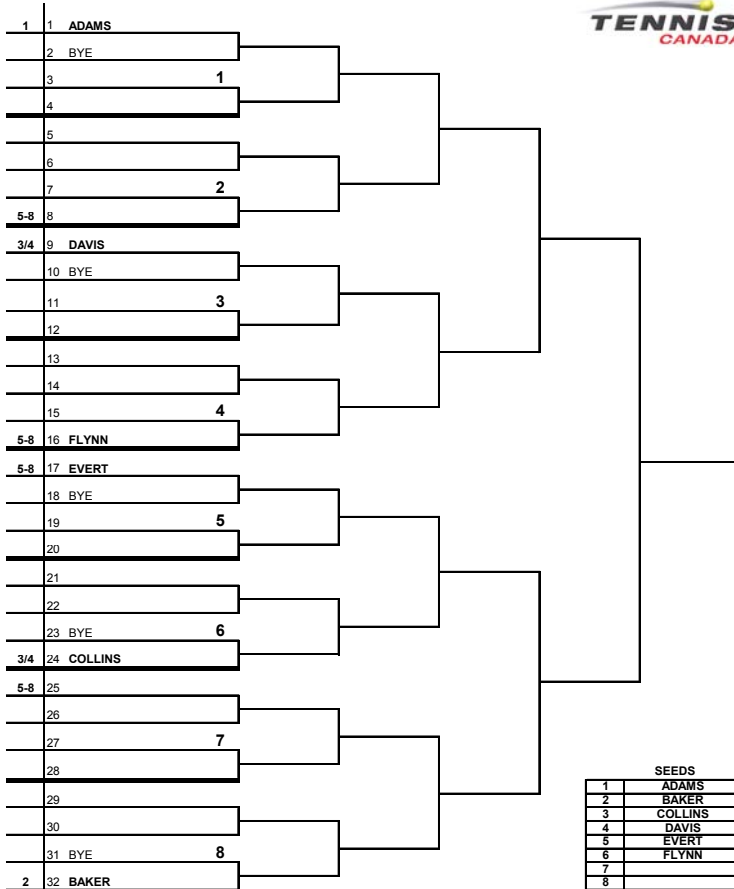 TENNIS
CANADA
1 1 ADAMS
2 BYE
3 1
4
5
6
7 2
5-8 8
3/4 9 DAVIS
10 BYE
11 3
12
13
14
15 4
5-8 16 FLYNN
5-8 17 EVERT
18 BYE
19 5
20
21
22
23 BYE 6
3/4 24 COLLINS
5-8 25
26
27 7
28
29
30
31 BYE 8
2 32 BAKER
SEEDS
1 ADAMS
2 BAKER
3 COLLINS
4 DAVIS
5 EVERT
6 FLYNN
7
8